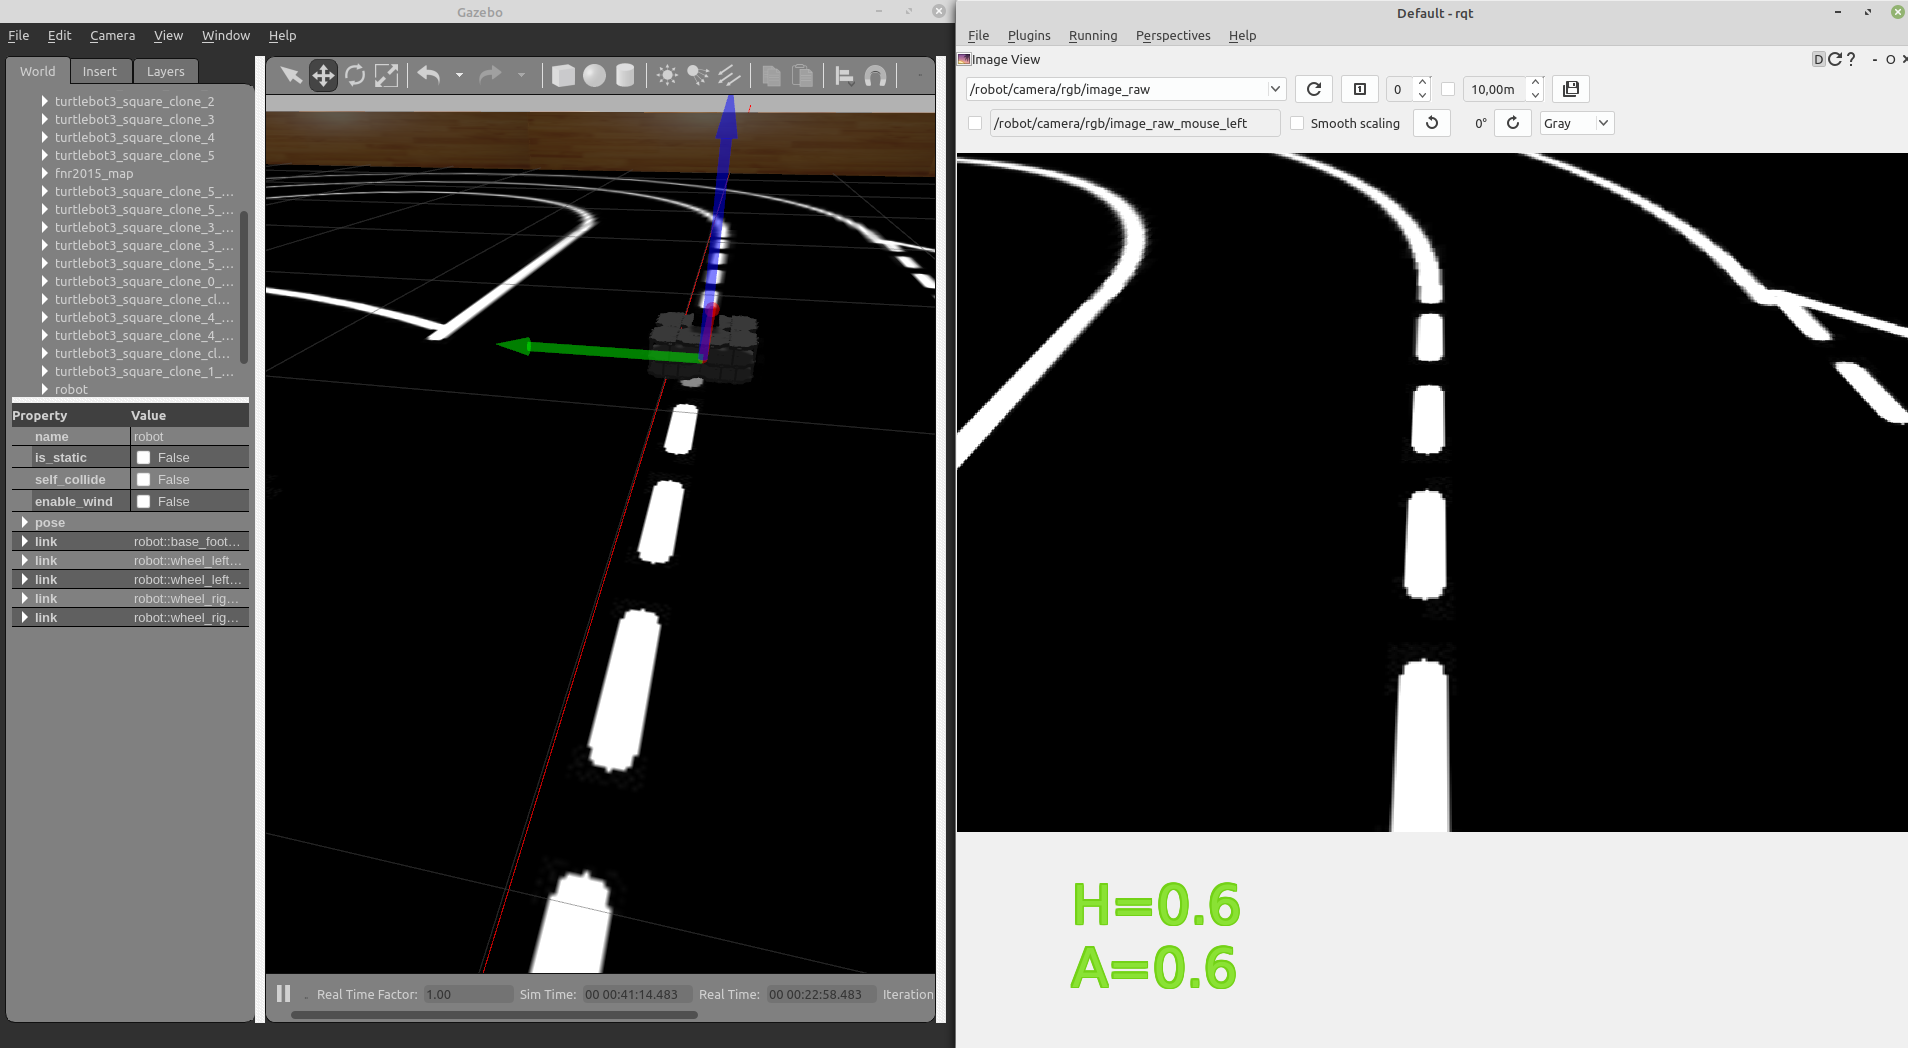 Gazebo
File Edit Camera View Window Help
World Insert Layers
turtlebot3_square_clone_2
turtlebot3_square_clone_3
turtlebot3_square_clone_4
turtlebot3_square_clone_5
fnr2015_map
turtlebot3_square_clone_5_...
turtlebot3_square_clone_5_...
turtlebot3_square_clone_3_...
turtlebot3_square_clone_3_...
turtlebot3_square_clone_5_...
turtlebot3_square_clone_0_...
turtlebot3_square_clone_cl...
turtlebot3_square_clone_4_...
turtlebot3_square_clone_4_...
turtlebot3_square_clone_cl...
turtlebot3_square_clone_1_...
robot
Property Value
name robot
is_static False
self_collide False
enable_wind False
pose
link robot::base_foot...
link robot::wheel_left...
link robot::wheel_left...
link robot::wheel_rig...
link robot::wheel_rig...
Real Time Factor: 1.00 Sim Time: 00 00:41:14.483 Real Time: 00 00:22:58.483 Iteration
Default - rqt
File Plugins Running Perspectives Help
Image View D ? - O
/robot/camera/rgb/image_raw 1 0 10,00m
/robot/camera/rgb/image_raw_mouse_left Smooth scaling 0° Gray
H=0.6
A=0.6